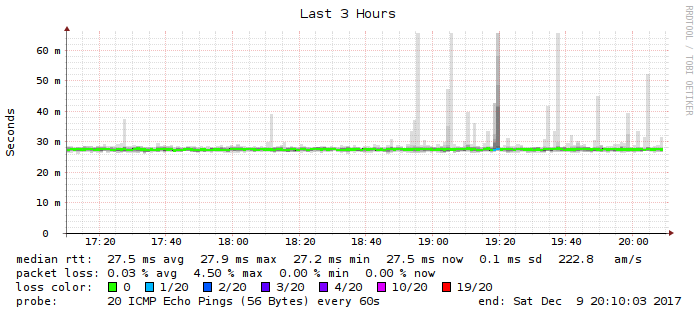 Last 3 Hours
RRDTOOL / TOBI OETIKER
Seconds
60 m
50 m
40 m
30 m
20 m
10 m
0
17:20 17:40 18:00 18:20 18:40 19:00 19:20 19:40 20:00
median rtt: 27.5 ms avg 27.9 ms max 27.2 ms min 27.5 ms now 0.1 ms sd 222.8 am/s
packet loss: 0.03 % avg 4.50 % max 0.00 % min 0.00 % now
loss color: 0 1/20 2/20 3/20 4/20 10/20 19/20
probe: 20 ICMP Echo Pings (56 Bytes) every 60s end: Sat Dec 9 20:10:03 2017